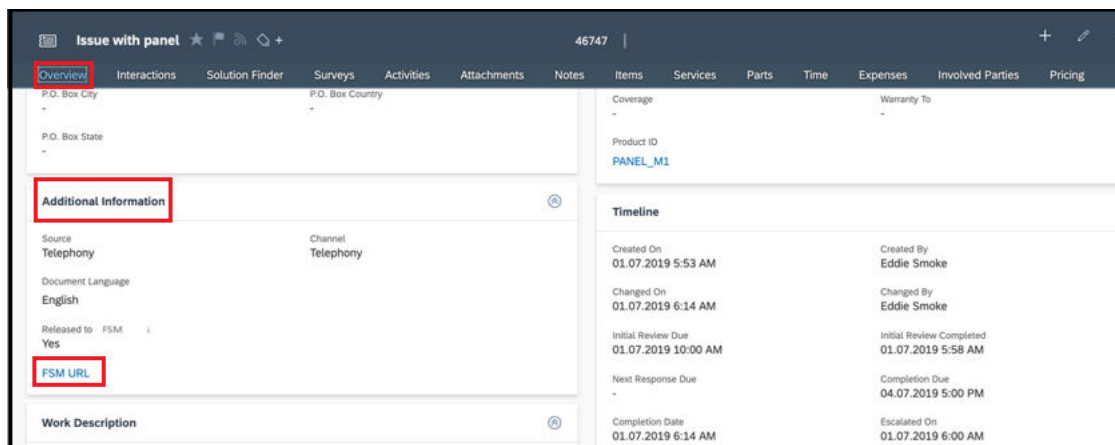 Issue with panel
46747
Overview Interactions Solution Finder Surveys Activities Attachments Notes Items Services Parts Time Expenses Involved Parties Pricing
P.O. Box City P.O. Box Country
- -
P.O. Box State
-
Additional Information
Source Channel
Telephony Telephony
Document Language
English
Released to FSM
Yes
FSM URL
Work Description
Coverage Warranty To
- -
Product ID
PANEL_M1
Timeline
Created On Created By
01.07.2019 5:53 AM Eddie Smoke
Changed On Changed By
01.07.2019 6:14 AM Eddie Smoke
Initial Review Due Initial Review Completed
01.07.2019 10:00 AM 01.07.2019 5:58 AM
Next Response Due Completion Due
- 04.07.2019 5:00 PM
Completion Date Escalated On
01.07.2019 6:14 AM 01.07.2019 6:00 AM